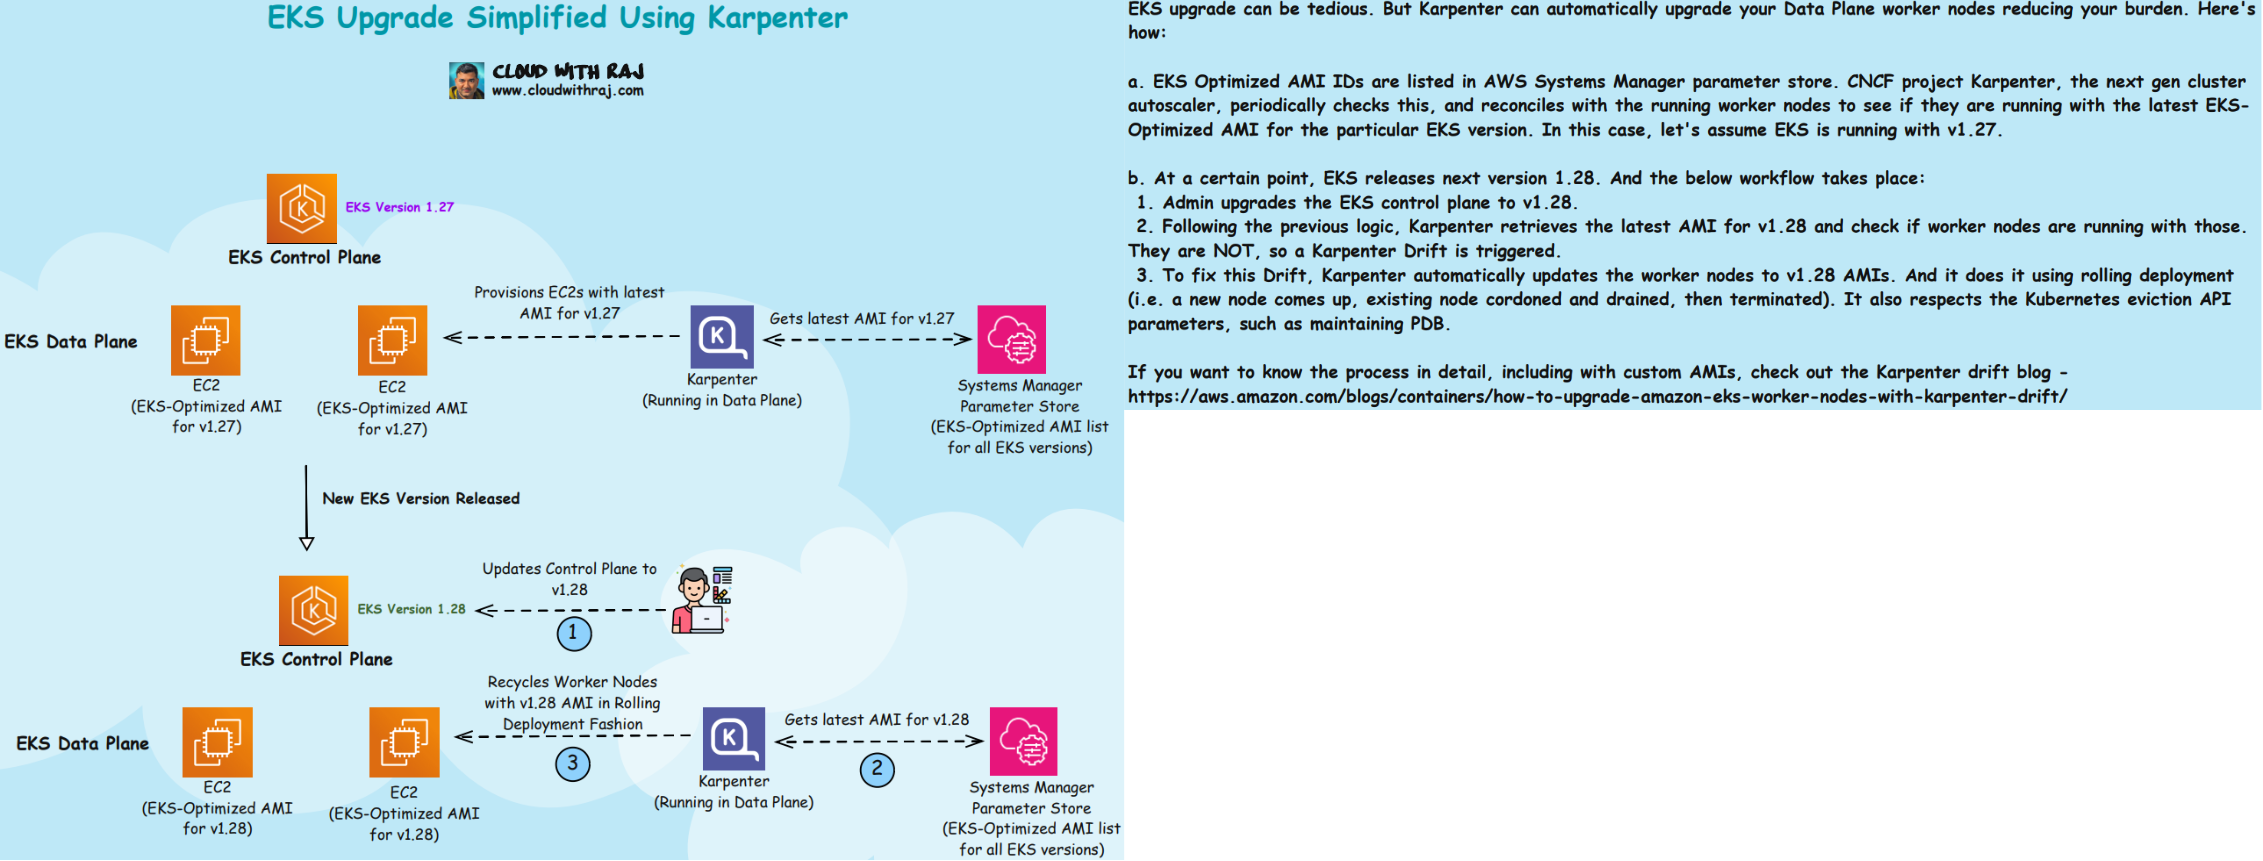 EKS Upgrade Simplified Using Karpenter
CLOUD WITH RAJ
www.cloudwithraj.com
EKS Version 1.27
EKS Control Plane
Provisions EC2s with latest
AMI for v1.27
Gets latest AMI for v1.27
EKS Data Plane
EC2
(EKS-Optimized AMI
for v1.27)
EC2
(EKS-Optimized AMI
for v1.27)
Karpenter
(Running in Data Plane)
Systems Manager
Parameter Store
(EKS-Optimized AMI list
for all EKS versions)
New EKS Version Released
Updates Control Plane to
v1.28
EKS Version 1.28
1
EKS Control Plane
Recycles Worker Nodes
with v1.28 AMI in Rolling
Deployment Fashion
Gets latest AMI for v1.28
EKS Data Plane
3
2
EC2
(EKS-Optimized AMI
for v1.28)
EC2
(EKS-Optimized AMI
for v1.28)
Karpenter
(Running in Data Plane)
Systems Manager
Parameter Store
(EKS-Optimized AMI list
for all EKS versions)
EKS upgrade can be tedious. But Karpenter can automatically upgrade your Data Plane worker nodes reducing your burden. Here's
how:
a. EKS Optimized AMI IDs are listed in AWS Systems Manager parameter store. CNCF project Karpenter, the next gen cluster
autoscaler, periodically checks this, and reconciles with the running worker nodes to see if they are running with the latest EKS-
Optimized AMI for the particular EKS version. In this case, let's assume EKS is running with v1.27.
b. At a certain point, EKS releases next version 1.28. And the below workflow takes place:
1. Admin upgrades the EKS control plane to v1.28.
2. Following the previous logic, Karpenter retrieves the latest AMI for v1.28 and check if worker nodes are running with those.
They are NOT, so a Karpenter Drift is triggered.
3. To fix this Drift, Karpenter automatically updates the worker nodes to v1.28 AMIs. And it does it using rolling deployment
(i.e. a new node comes up, existing node cordoned and drained, then terminated). It also respects the Kubernetes eviction API
parameters, such as maintaining PDB.
If you want to know the process in detail, including with custom AMIs, check out the Karpenter drift blog -
https://aws.amazon.com/blogs/containers/how-to-upgrade-amazon-eks-worker-nodes-with-karpenter-drift/